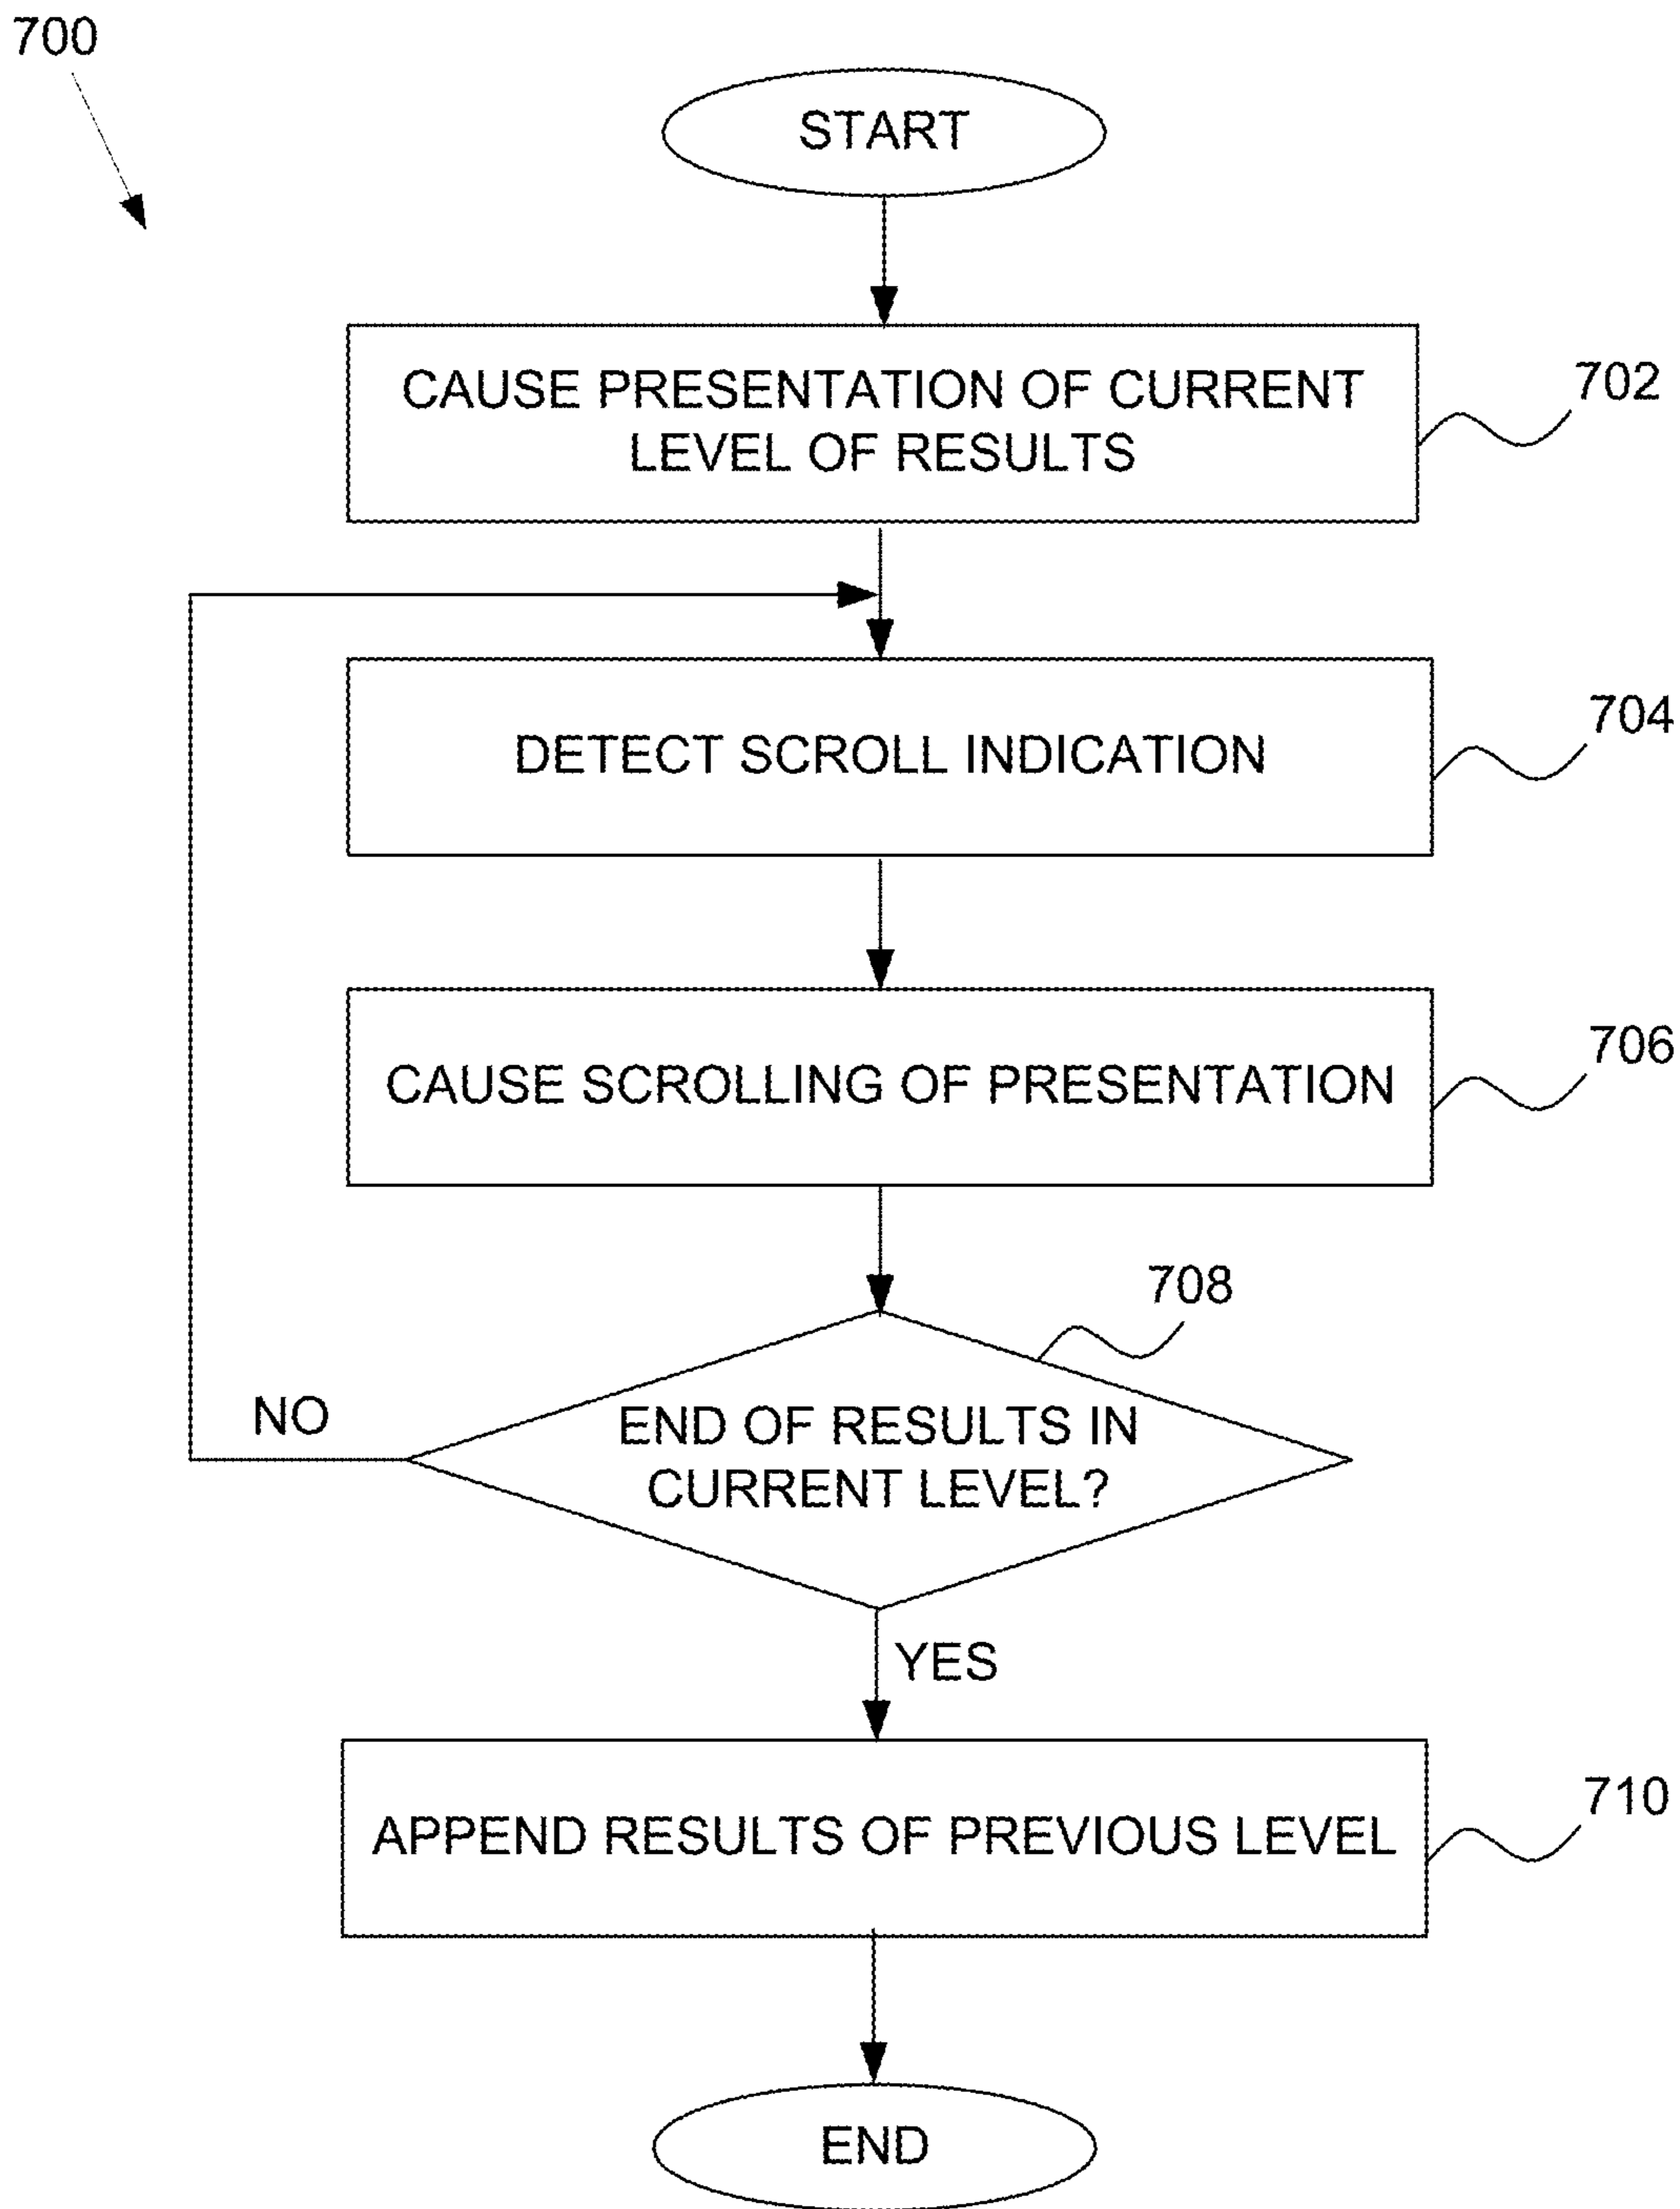 700
START
CAUSE PRESENTATION OF CURRENT
LEVEL OF RESULTS
702
DETECT SCROLL INDICATION
704
CAUSE SCROLLING OF PRESENTATION
706
708
END OF RESULTS IN
CURRENT LEVEL?
NO
YES
APPEND RESULTS OF PREVIOUS LEVEL
710
END